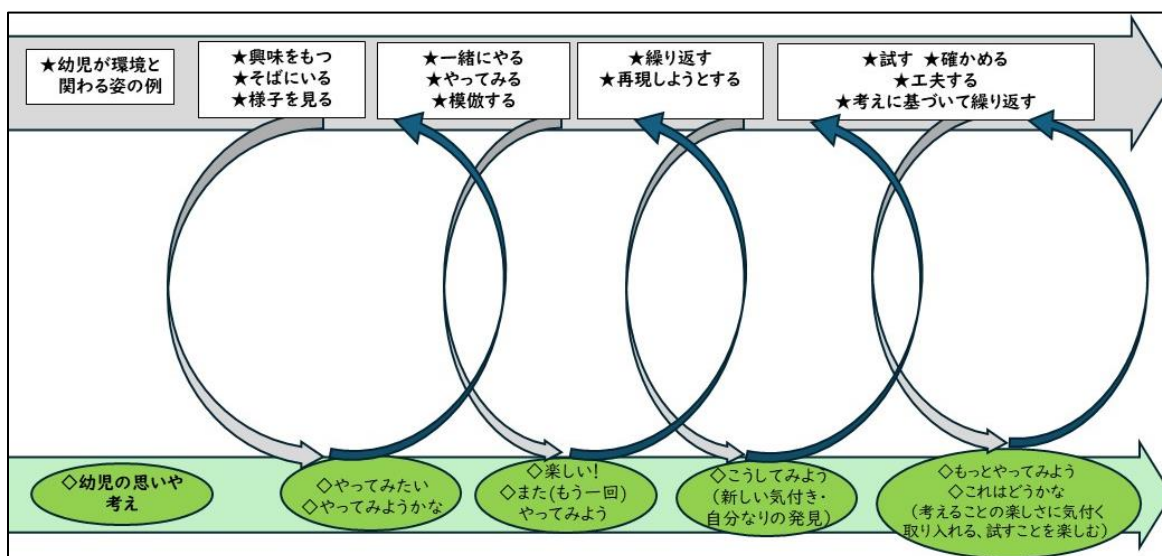 ★幼児が環境と
関わる姿の例
★興味をもつ
★そばにいる
★様子を見る
★一緒にやる
★やってみる
★模倣する
★繰り返す
★再現しようとする
★試す ★確かめる
★工夫する
★考えに基づいて繰り返す
◇幼児の思いや
考え
◇やってみたい
◇やってみようかな
◇楽しい!
◇また(もう一回)
やってみよう
◇こうしてみよう
(新しい気付き・
自分なりの発見)
◇もっとやってみよう
◇これはどうかな
(考えることの楽しさに気付く
取り入れる、試すことを楽しむ)